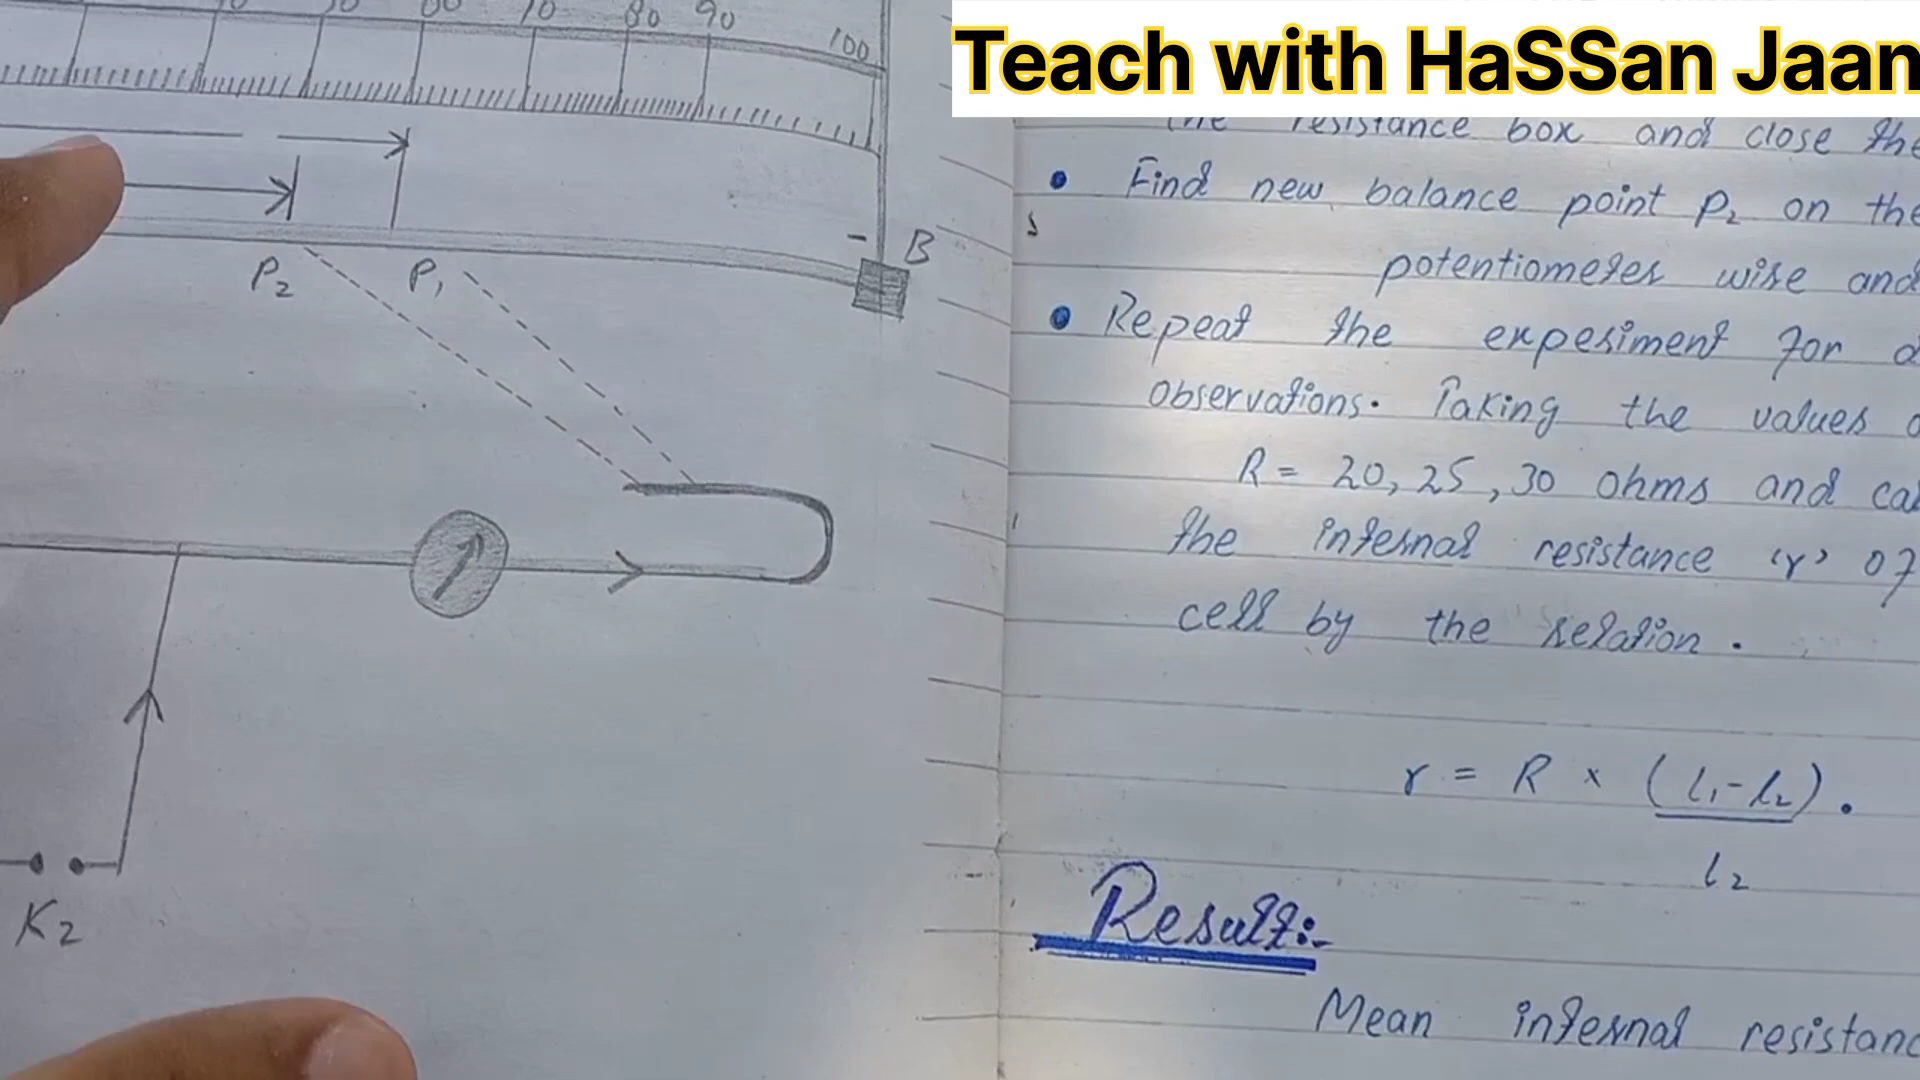 80 90
100
B
P2 P1
K2
Teach with HaSSan Jaan
resistance box and close the
• Find new balance point P2 on the
potentiometer wire and
• Repeat the experiment for
observations. Taking the values
R = 20, 25, 30 ohms and
the internal resistance 'r' of
cell by the relation.
r = R × (l1-l2).
l2
Result:-
Mean internal